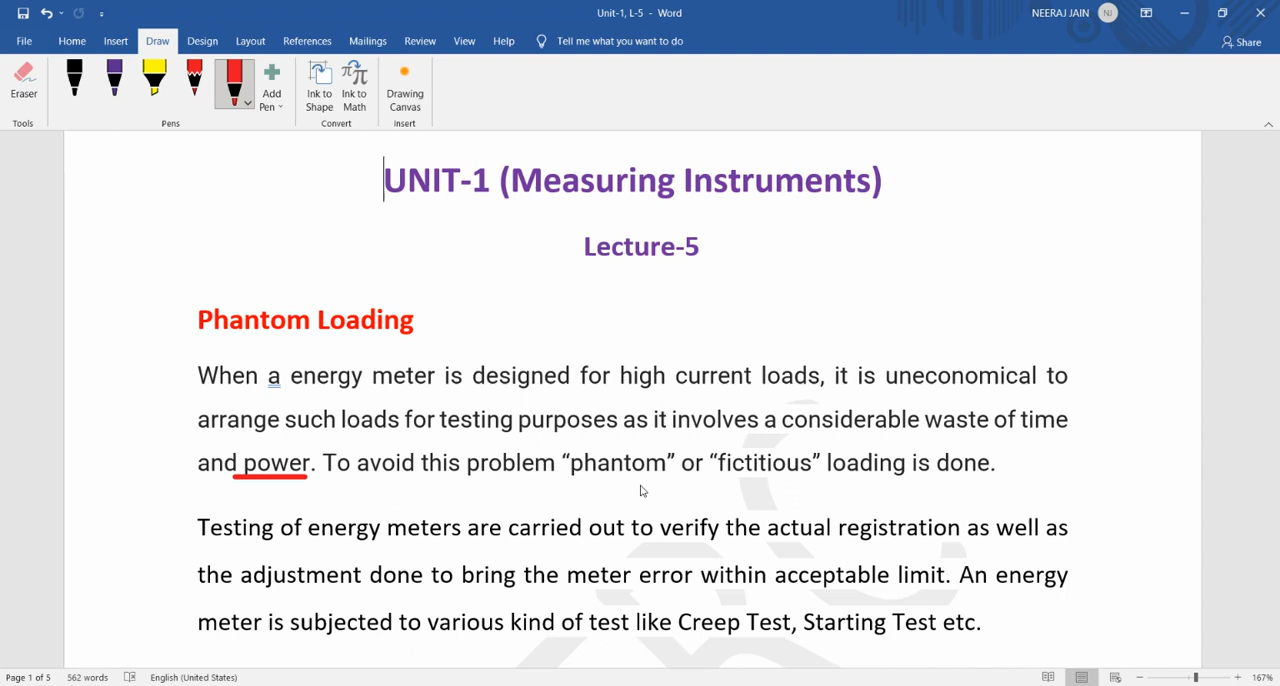 Unit-1, L-5 - Word
NEERAJ JAIN NJ
File Home Insert Draw Design Layout References Mailings Review View Help Tell me what you want to do Share
Eraser
Add Pen
Ink to Shape
Ink to Math
Drawing Canvas
Tools Pens Convert Insert
UNIT-1 (Measuring Instruments)
Lecture-5
Phantom Loading
When a energy meter is designed for high current loads, it is uneconomical to
arrange such loads for testing purposes as it involves a considerable waste of time
and power. To avoid this problem “phantom” or “fictitious” loading is done.
Testing of energy meters are carried out to verify the actual registration as well as
the adjustment done to bring the meter error within acceptable limit. An energy
meter is subjected to various kind of test like Creep Test, Starting Test etc.
Page 1 of 5 562 words English (United States) 167%